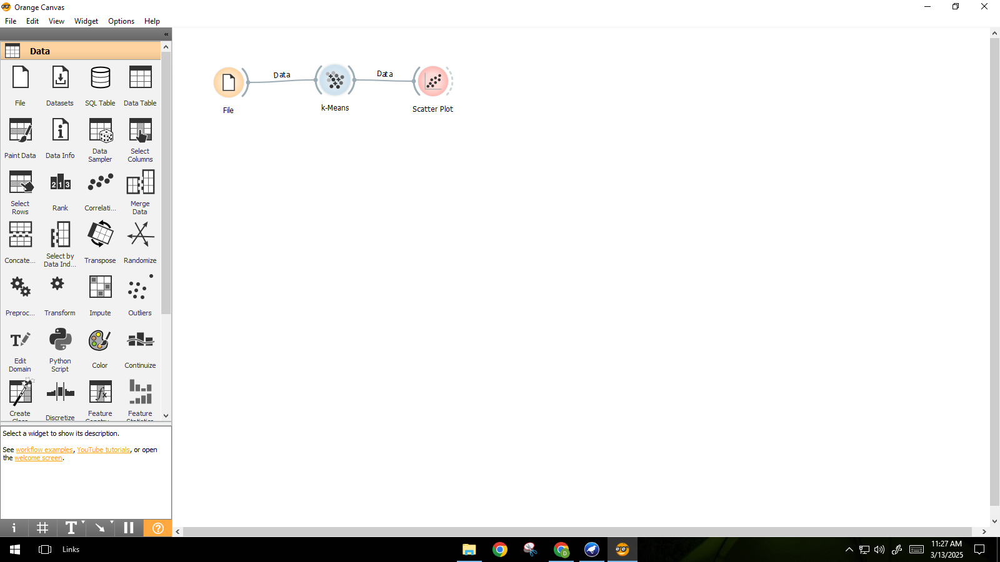 Orange Canvas
File Edit View Widget Options Help
«
Data
File Datasets SQL Table Data Table
Paint Data Data Info Data Sampler Select Columns
Select Rows Rank Correlati... Merge Data
Concate... Select by Data Ind... Transpose Randomize
Preproc... Transform Impute Outliers
Edit Domain Python Script Color Continuize
Create Class Discretize Feature Constru... Feature Statistics
Select a widget to show its description.
See workflow examples, YouTube tutorials, or open
the welcome screen.
Data Data
File k-Means Scatter Plot
Links
11:27 AM
3/13/2025